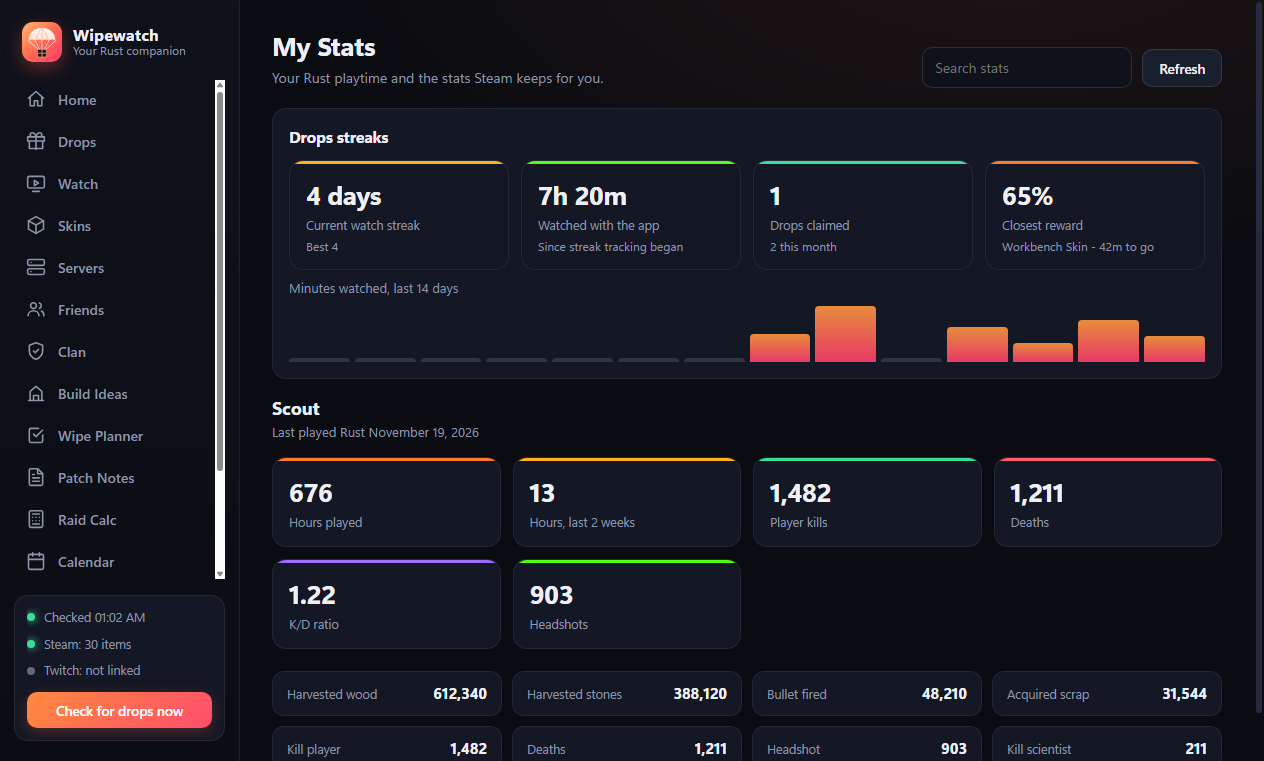 Wipewatch
Your Rust companion
Home
Drops
Watch
Skins
Servers
Friends
Clan
Build Ideas
Wipe Planner
Patch Notes
Raid Calc
Calendar
Checked 01:02 AM
Steam: 30 items
Twitch: not linked
Check for drops now
My Stats
Your Rust playtime and the stats Steam keeps for you.
Search stats
Refresh
Drops streaks
4 days
Current watch streak
Best 4
7h 20m
Watched with the app
Since streak tracking began
1
Drops claimed
2 this month
65%
Closest reward
Workbench Skin - 42m to go
Minutes watched, last 14 days
Scout
Last played Rust November 19, 2026
676
Hours played
13
Hours, last 2 weeks
1,482
Player kills
1,211
Deaths
1.22
K/D ratio
903
Headshots
Harvested wood 612,340
Harvested stones 388,120
Bullet fired 48,210
Acquired scrap 31,544
Kill player 1,482
Deaths 1,211
Headshot 903
Kill scientist 211